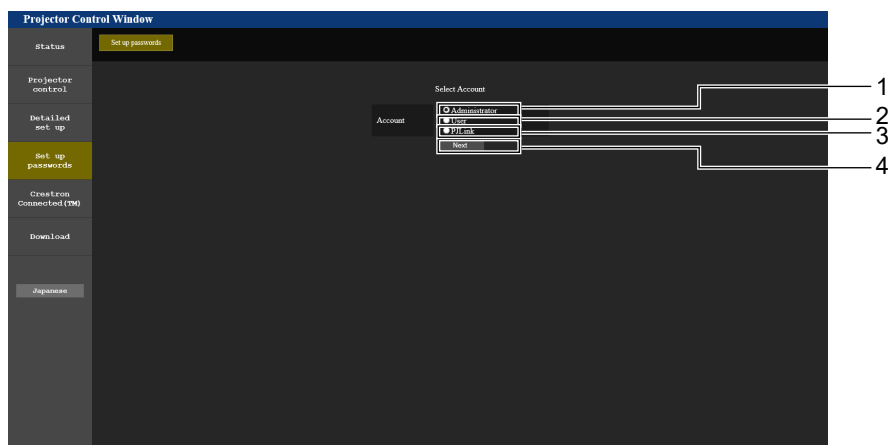 Projector Control Window
Status
Set up passwords
Projector
control
Detailed
set up
Set up
passwords
Crestron
Connected(TM)
Download
Japanese
Select Account
Account
Administrator
User
PJLink
Next
1
2
3
4